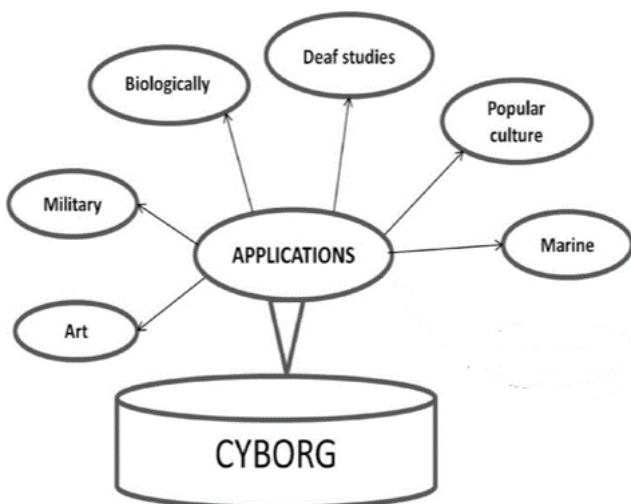 Deaf studies
Biologically
Popular
culture
Military
APPLICATIONS
Marine
Art
CYBORG